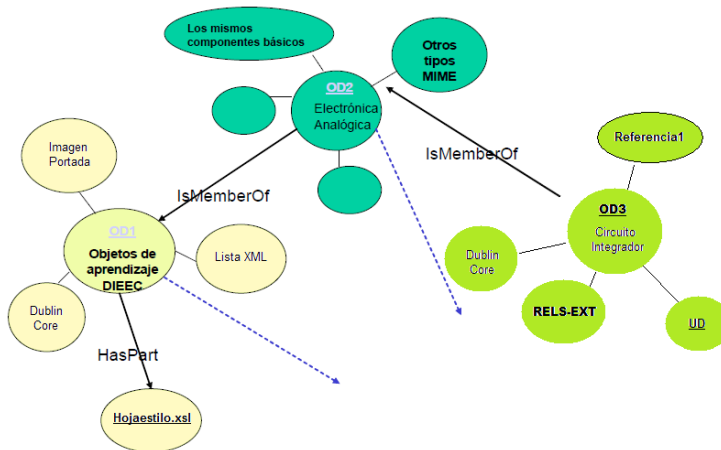 Los mismos
componentes básicos
Otros
tipos
MIME
OD2
Electrónica
Analógica
IsMemberOf
Referencia1
Imagen
Portada
IsMemberOf
OD3
Circuito
Integrador
OD1
Objetos de
aprendizaje
DIEEC
Lista XML
Dublin
Core
Dublin
Core
RELS-EXT
UD
HasPart
Hojaestilo.xsl